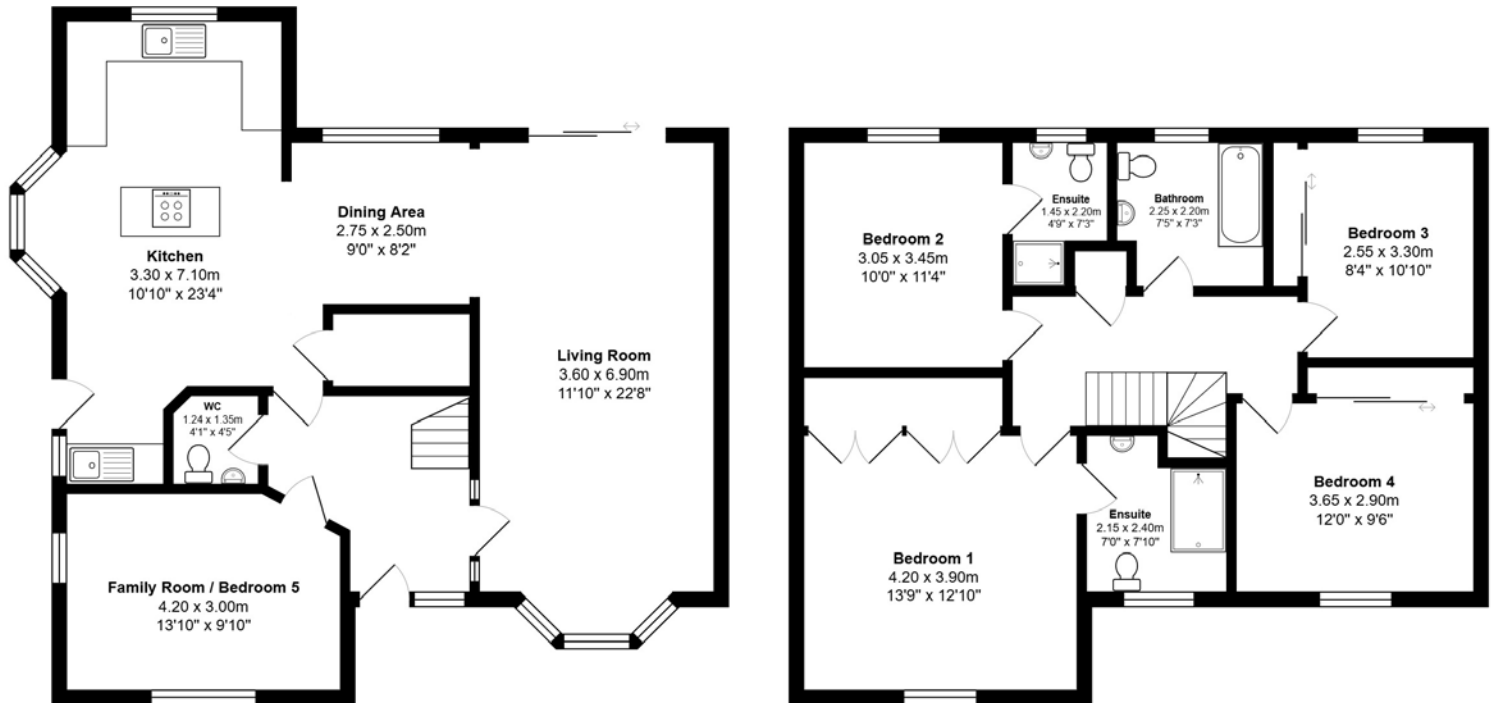 Dining Area
2.75 x 2.50m
9'0" x 8'2"
Kitchen
3.30 x 7.10m
10'10" x 23'4"
Living Room
3.60 x 6.90m
11'10" x 22'8"
WC
1.24 x 1.35m
4'1" x 4'5"
Family Room / Bedroom 5
4.20 x 3.00m
13'10" x 9'10"
Bedroom 2
3.05 x 3.45m
10'0" x 11'4"
Ensuite
1.45 x 2.20m
4'9" x 7'3"
Bathroom
2.25 x 2.20m
7'5" x 7'3"
Bedroom 3
2.55 x 3.30m
8'4" x 10'10"
Bedroom 1
4.20 x 3.90m
13'9" x 12'10"
Ensuite
2.15 x 2.40m
7'0" x 7'10"
Bedroom 4
3.65 x 2.90m
12'0" x 9'6"